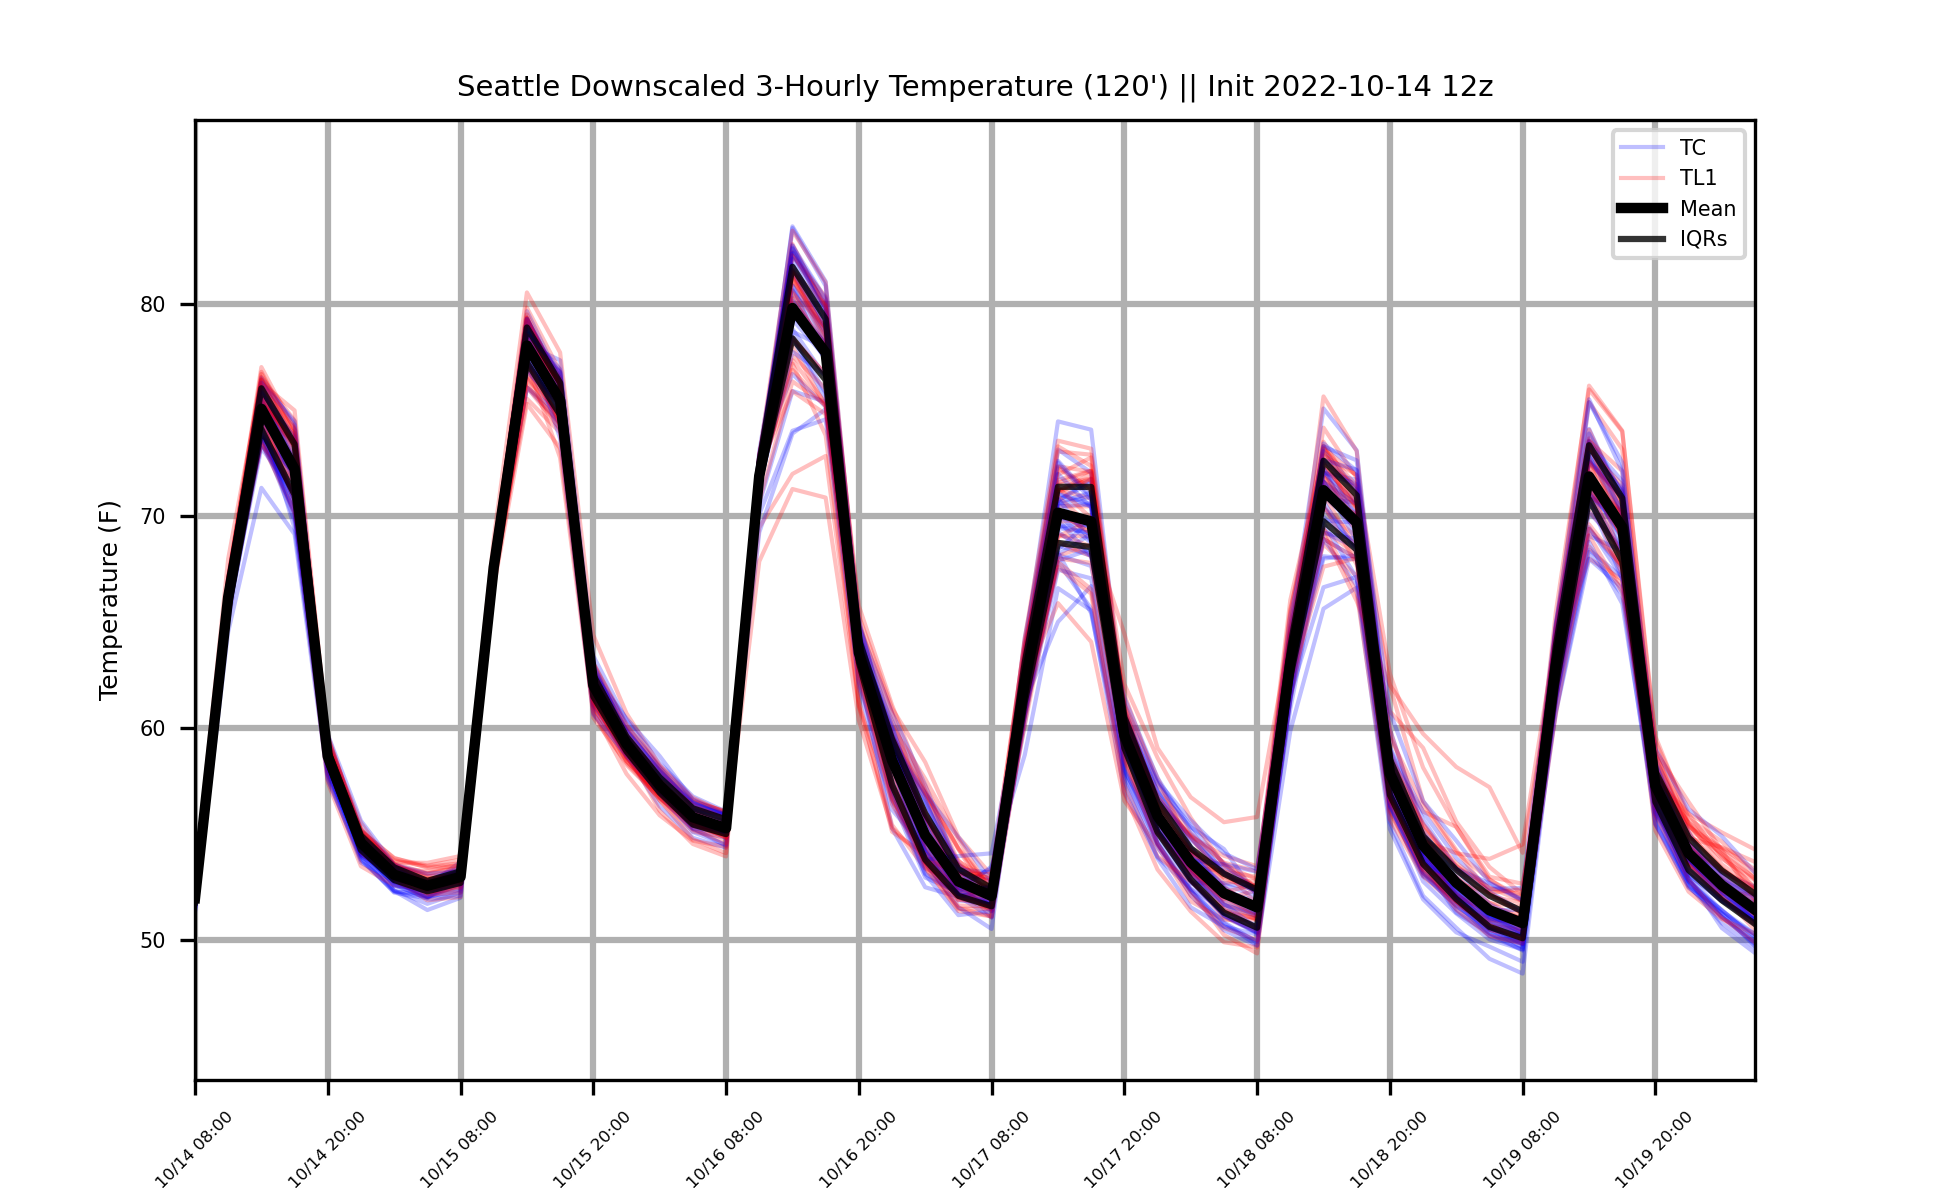 Seattle Downscaled 3-Hourly Temperature (120') || Init 2022-10-14 12z
TC
TL1
Mean
IQRs
Temperature (F)
80
70
60
50
10/14 08:00
10/14 20:00
10/15 08:00
10/15 20:00
10/16 08:00
10/16 20:00
10/17 08:00
10/17 20:00
10/18 08:00
10/18 20:00
10/19 08:00
10/19 20:00